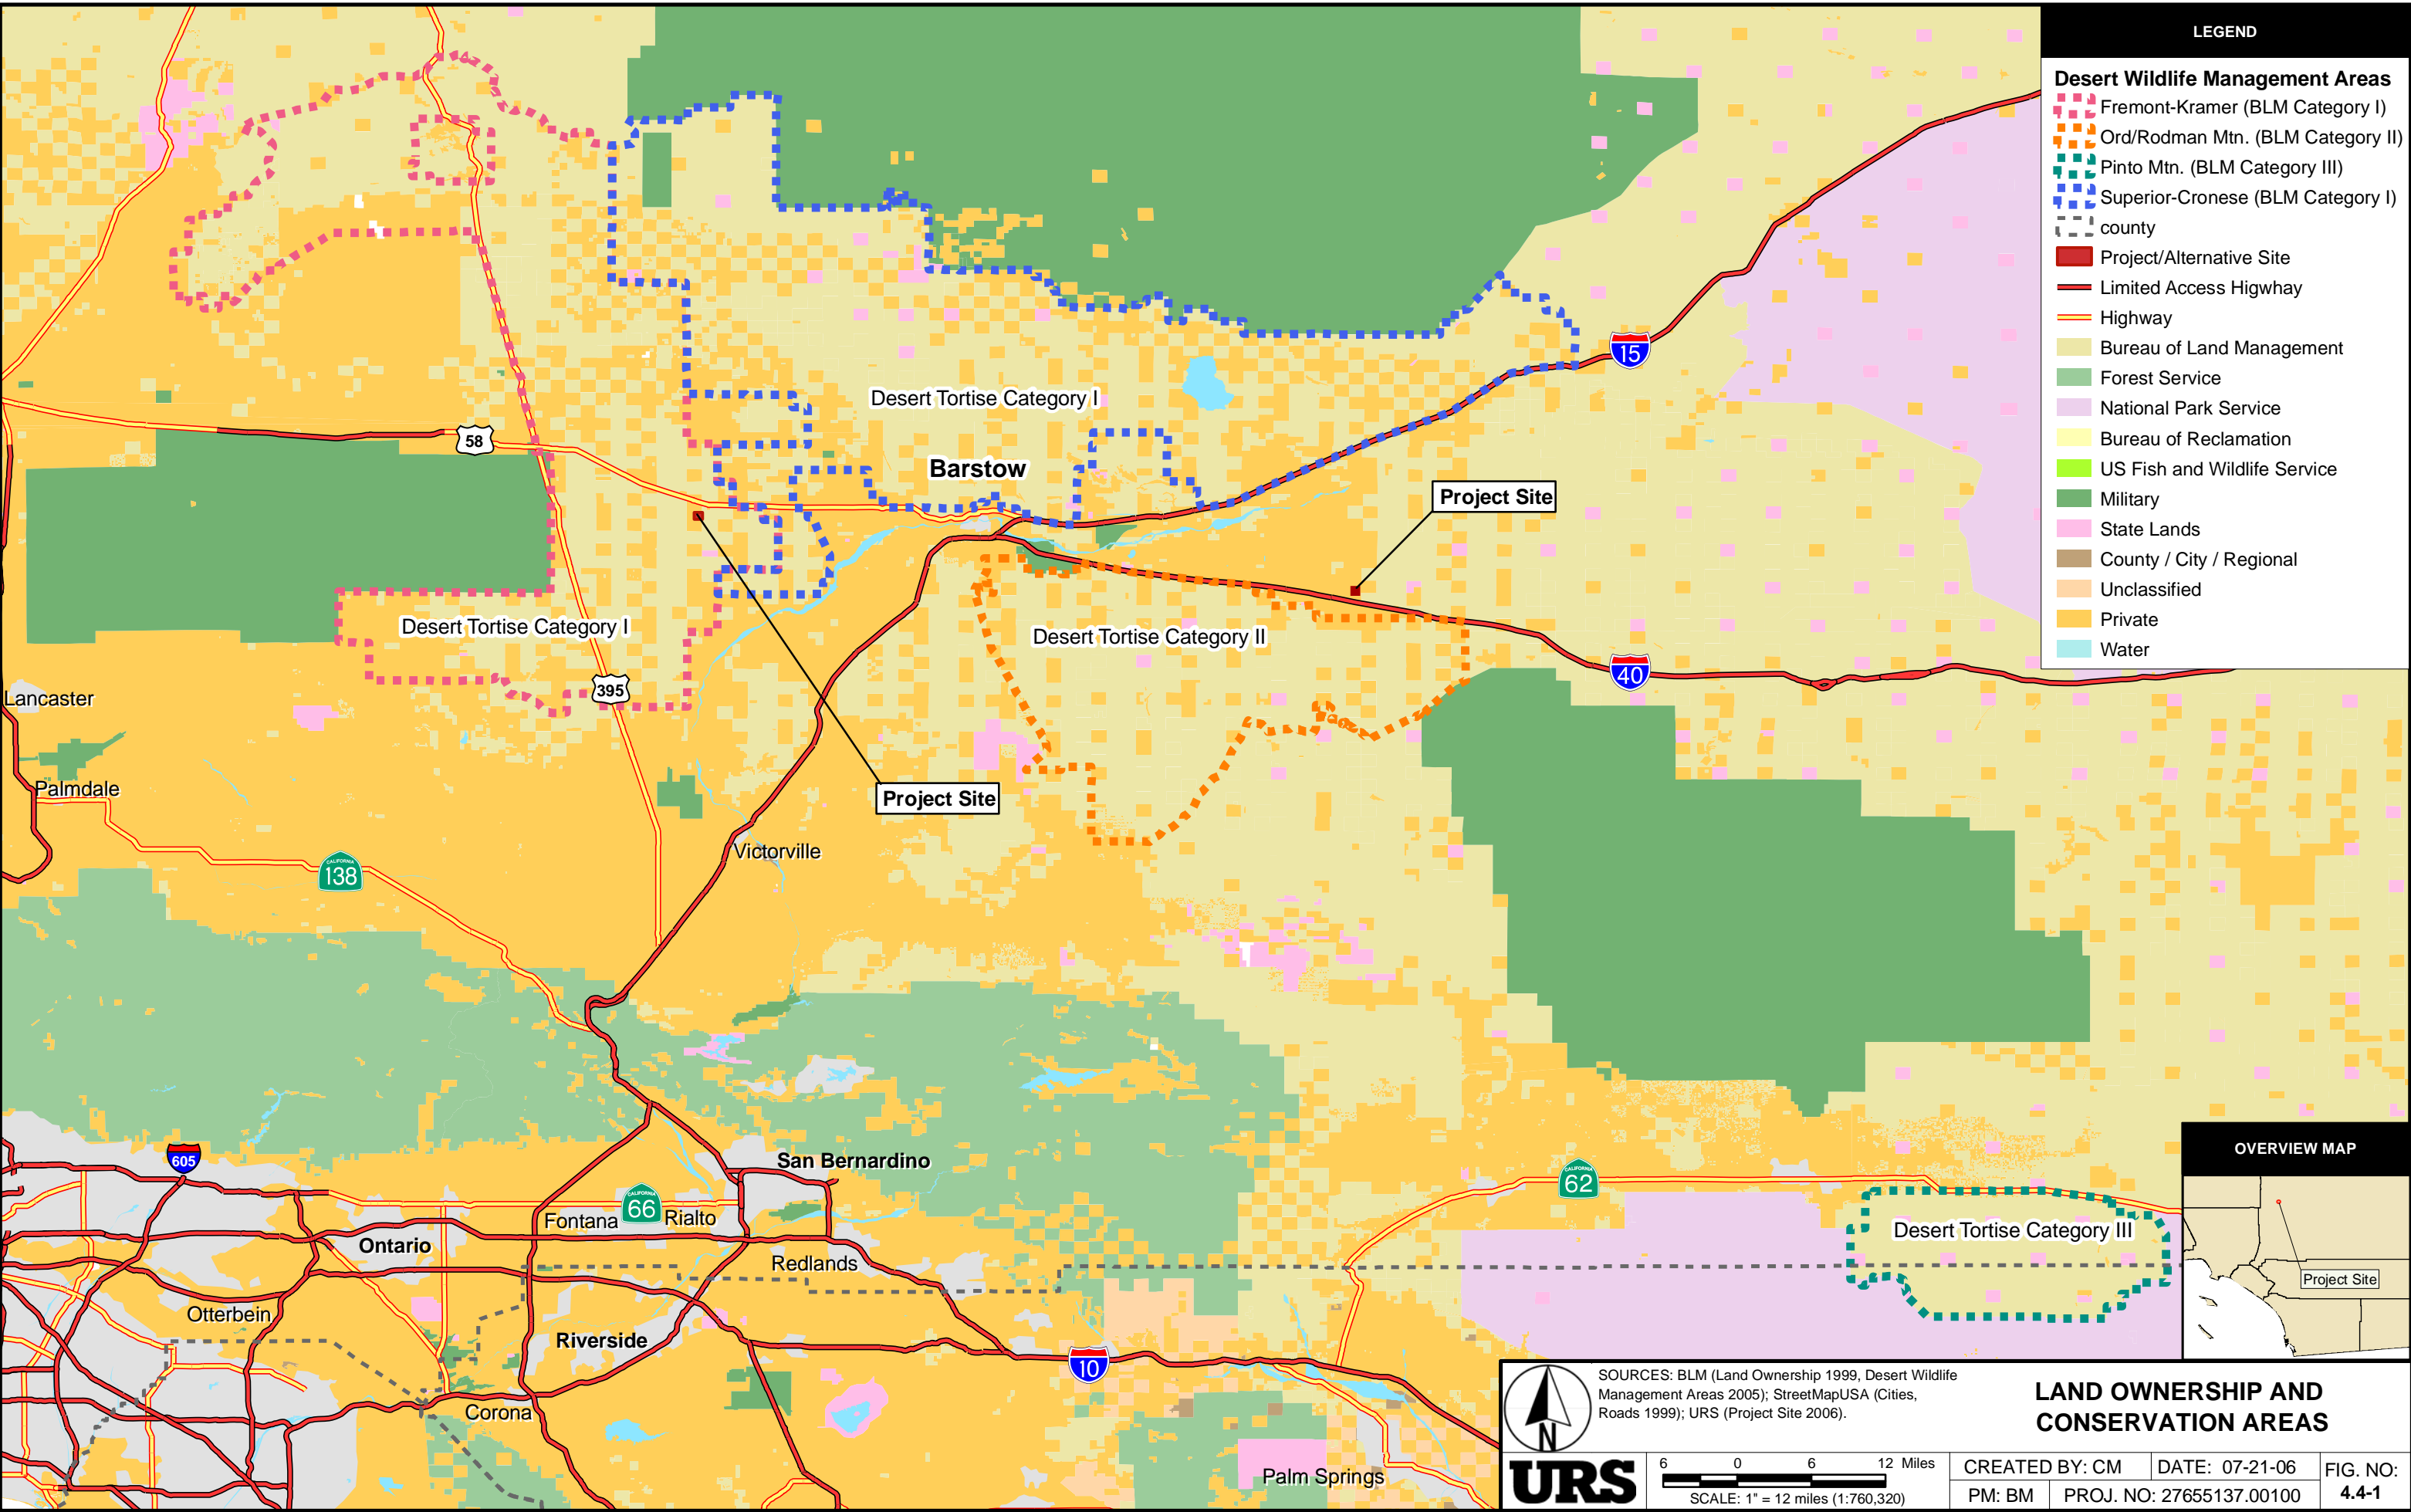 LEGEND
Desert Wildlife Management Areas
Fremont-Kramer (BLM Category I)
Ord/Rodman Mtn. (BLM Category II)
Pinto Mtn. (BLM Category III)
Superior-Cronese (BLM Category I)
county
Project/Alternative Site
Limited Access Higwhay
Highway
Bureau of Land Management
Forest Service
National Park Service
Bureau of Reclamation
US Fish and Wildlife Service
Military
State Lands
County / City / Regional
Unclassified
Private
Water
15
Desert Tortise Category I
58
Barstow
Project Site
Desert Tortise Category I
Desert Tortise Category II
40
395
Lancaster
Palmdale
Project Site
Victorville
CALIFORNIA
138
605
San Bernardino
CALIFORNIA
62
CALIFORNIA
66
Fontana
Rialto
Ontario
Redlands
Desert Tortise Category III
Otterbein
Riverside
10
Corona
Palm Springs
OVERVIEW MAP
Project Site
N
SOURCES: BLM (Land Ownership 1999, Desert Wildlife
Management Areas 2005); StreetMapUSA (Cities,
Roads 1999); URS (Project Site 2006).
LAND OWNERSHIP AND
CONSERVATION AREAS
URS
6 0 6 12 Miles
SCALE: 1" = 12 miles (1:760,320)
CREATED BY: CM
DATE: 07-21-06
FIG. NO:
4.4-1
PM: BM
PROJ. NO: 27655137.00100